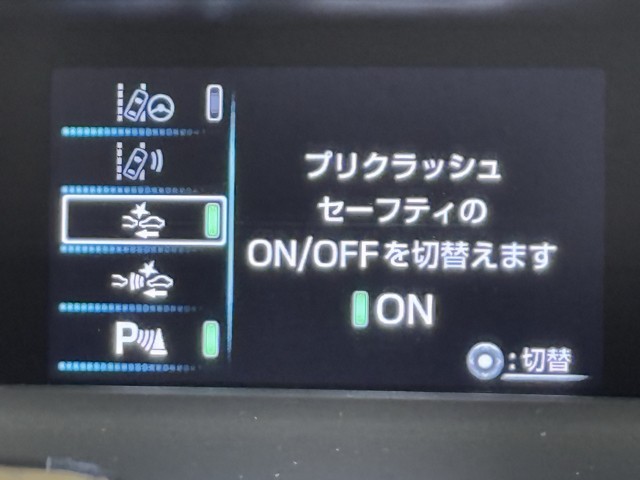 プリクラッシュ
セーフティの
ON/OFFを切替えます
ON
P
:切替